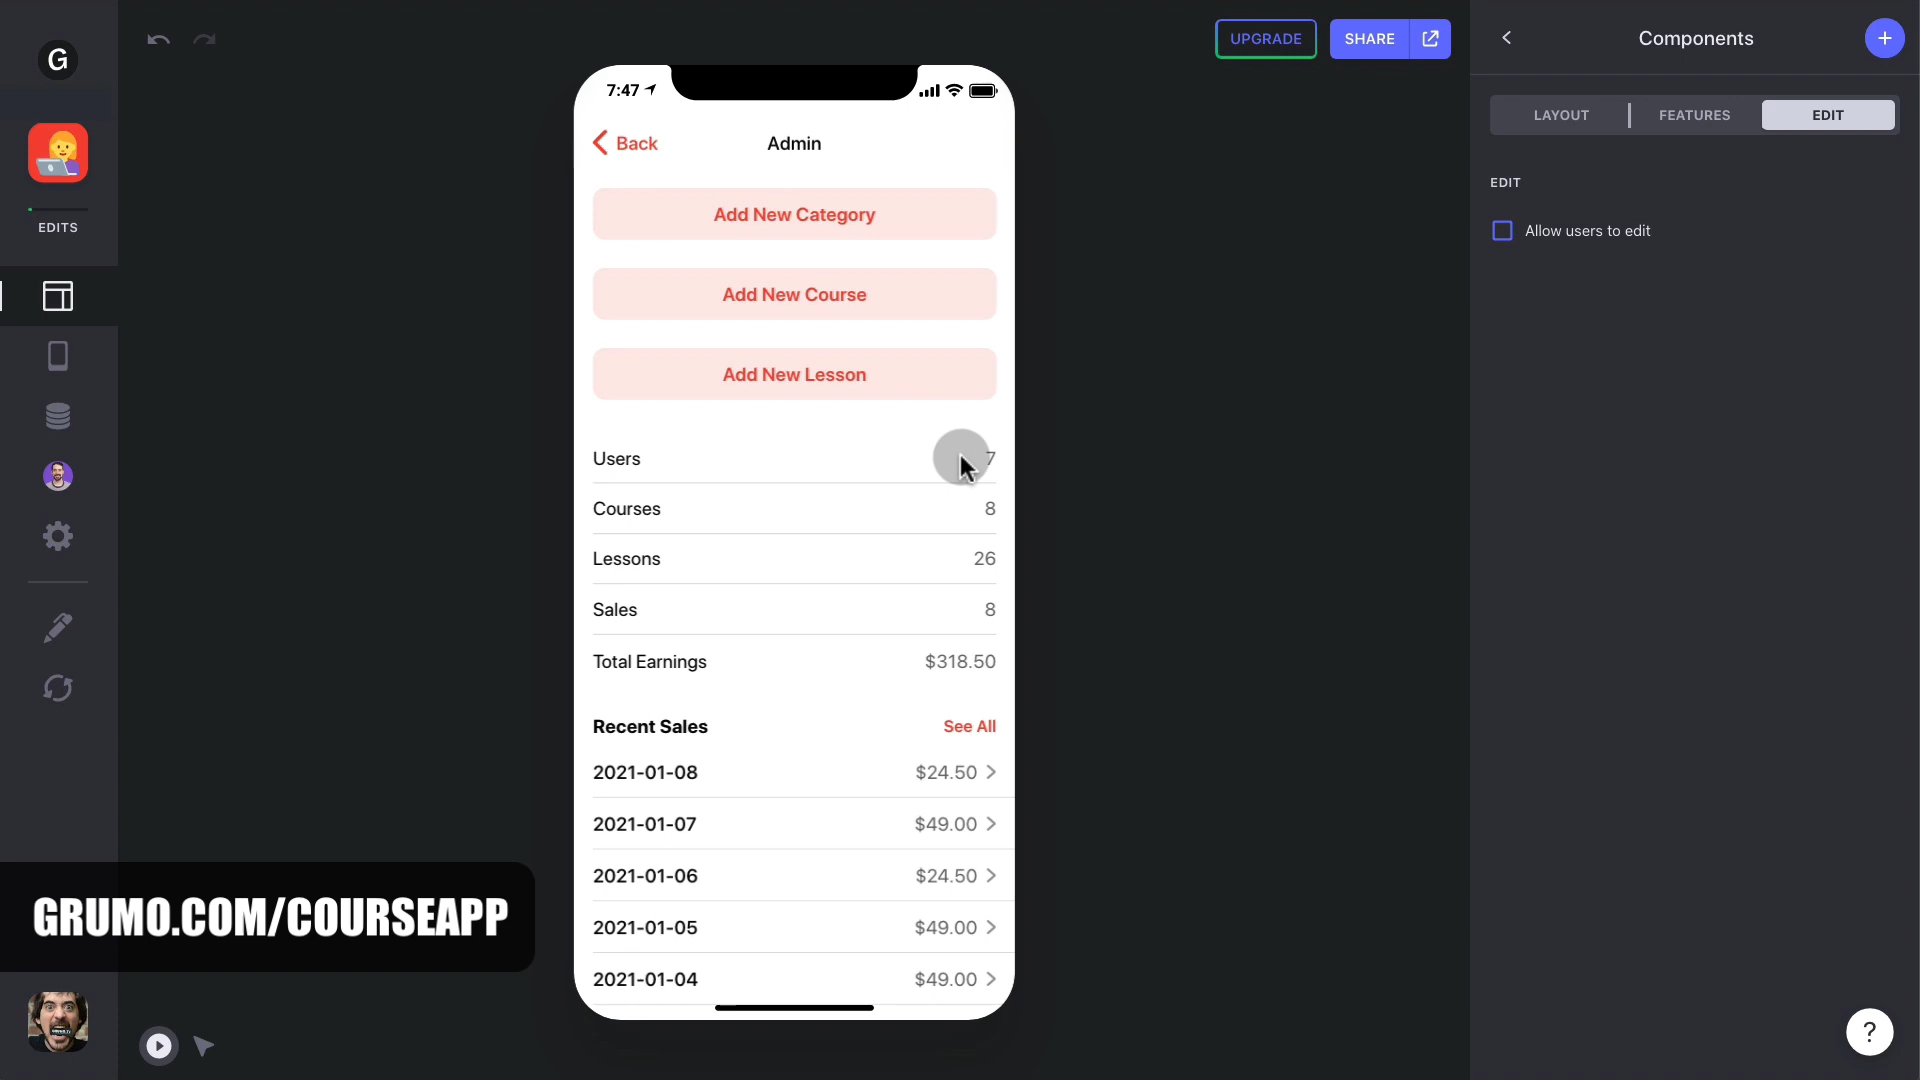 G
UPGRADE
SHARE
Components
LAYOUT
FEATURES
EDIT
EDITS
EDIT
Allow users to edit
7:47
Back
Admin
Add New Category
Add New Course
Add New Lesson
Users 7
Courses 8
Lessons 26
Sales 8
Total Earnings $318.50
Recent Sales See All
2021-01-08 $24.50
2021-01-07 $49.00
2021-01-06 $24.50
2021-01-05 $49.00
2021-01-04 $49.00
GRUMO.COM/COURSEAPP
?